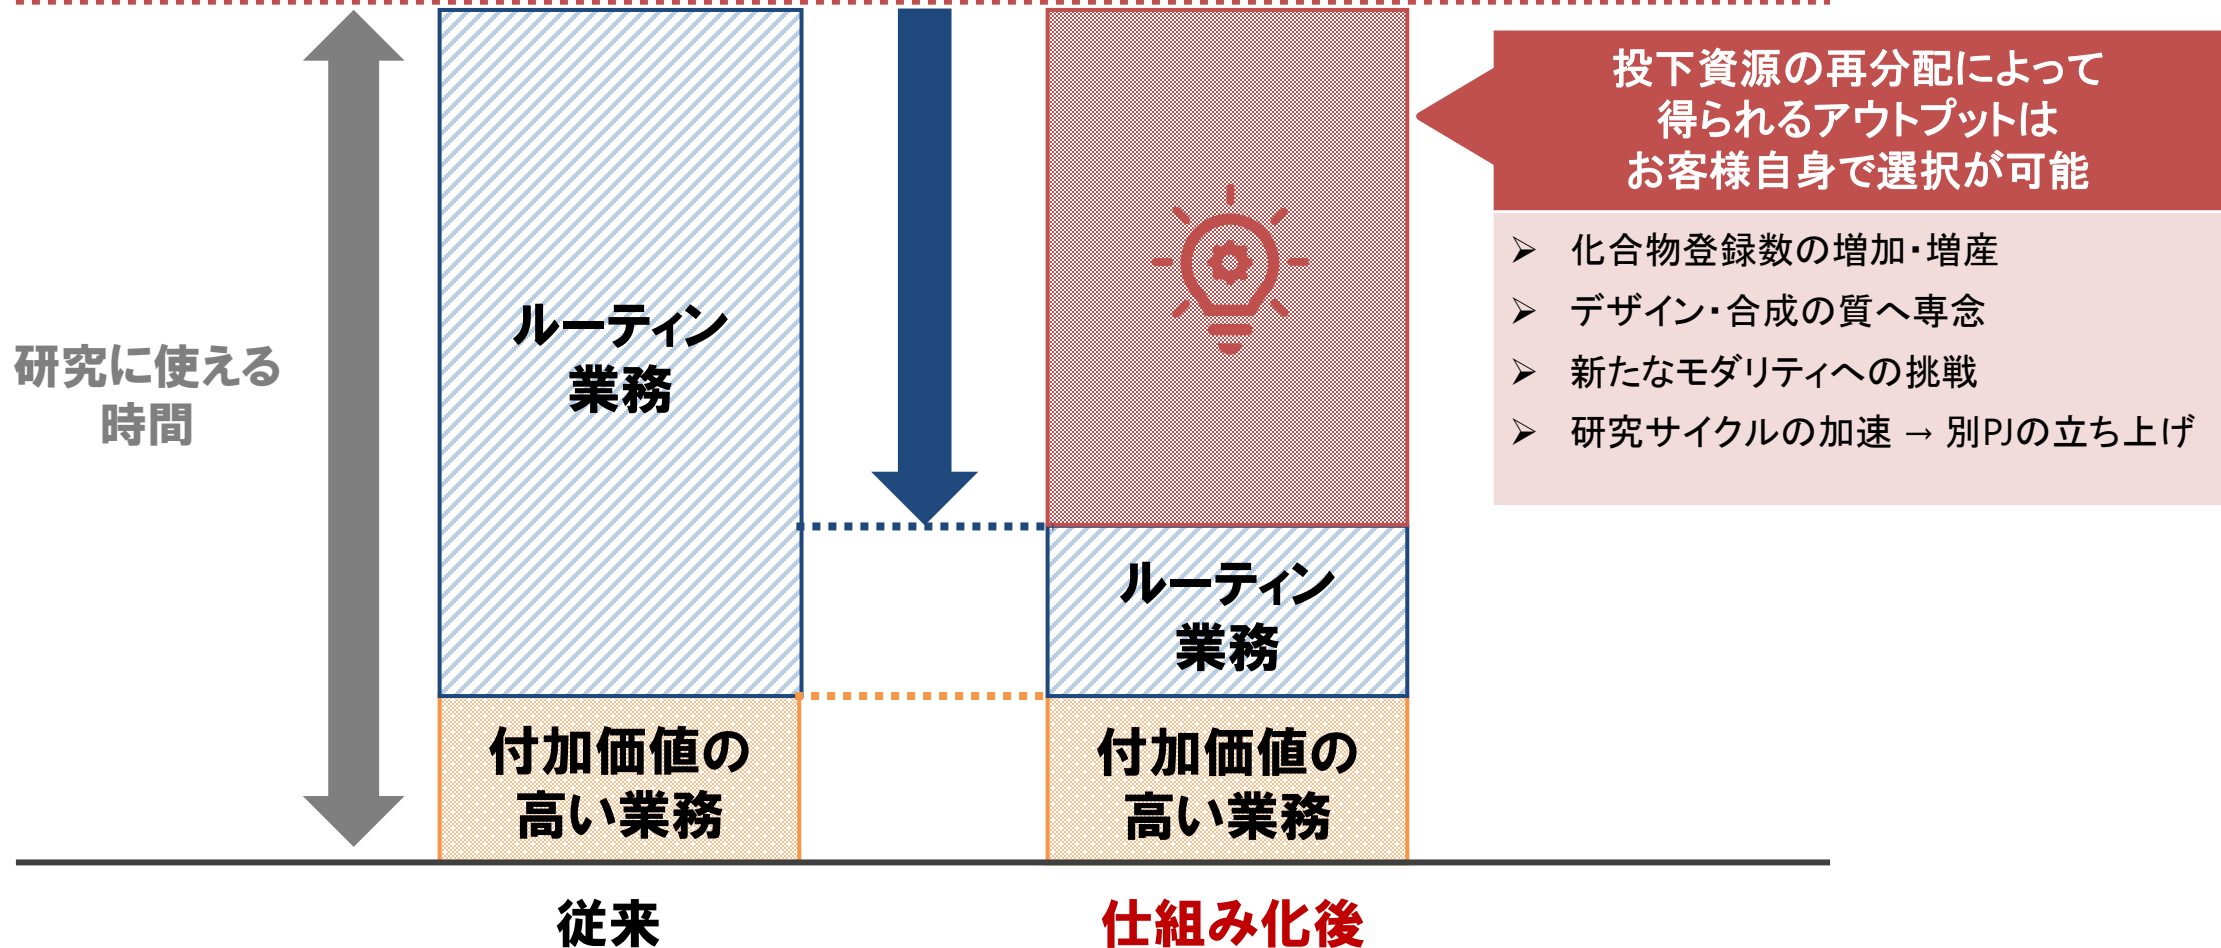 研究に使える
時間
ルーティン
業務
付加価値の
高い業務
従来
ルーティン
業務
付加価値の
高い業務
仕組み化後
投下資源の再分配によって
得られるアウトプットは
お客様自身で選択が可能
➢ 化合物登録数の増加・増産
➢ デザイン・合成の質へ専念
➢ 新たなモダリティへの挑戦
➢ 研究サイクルの加速 → 別PJの立ち上げ